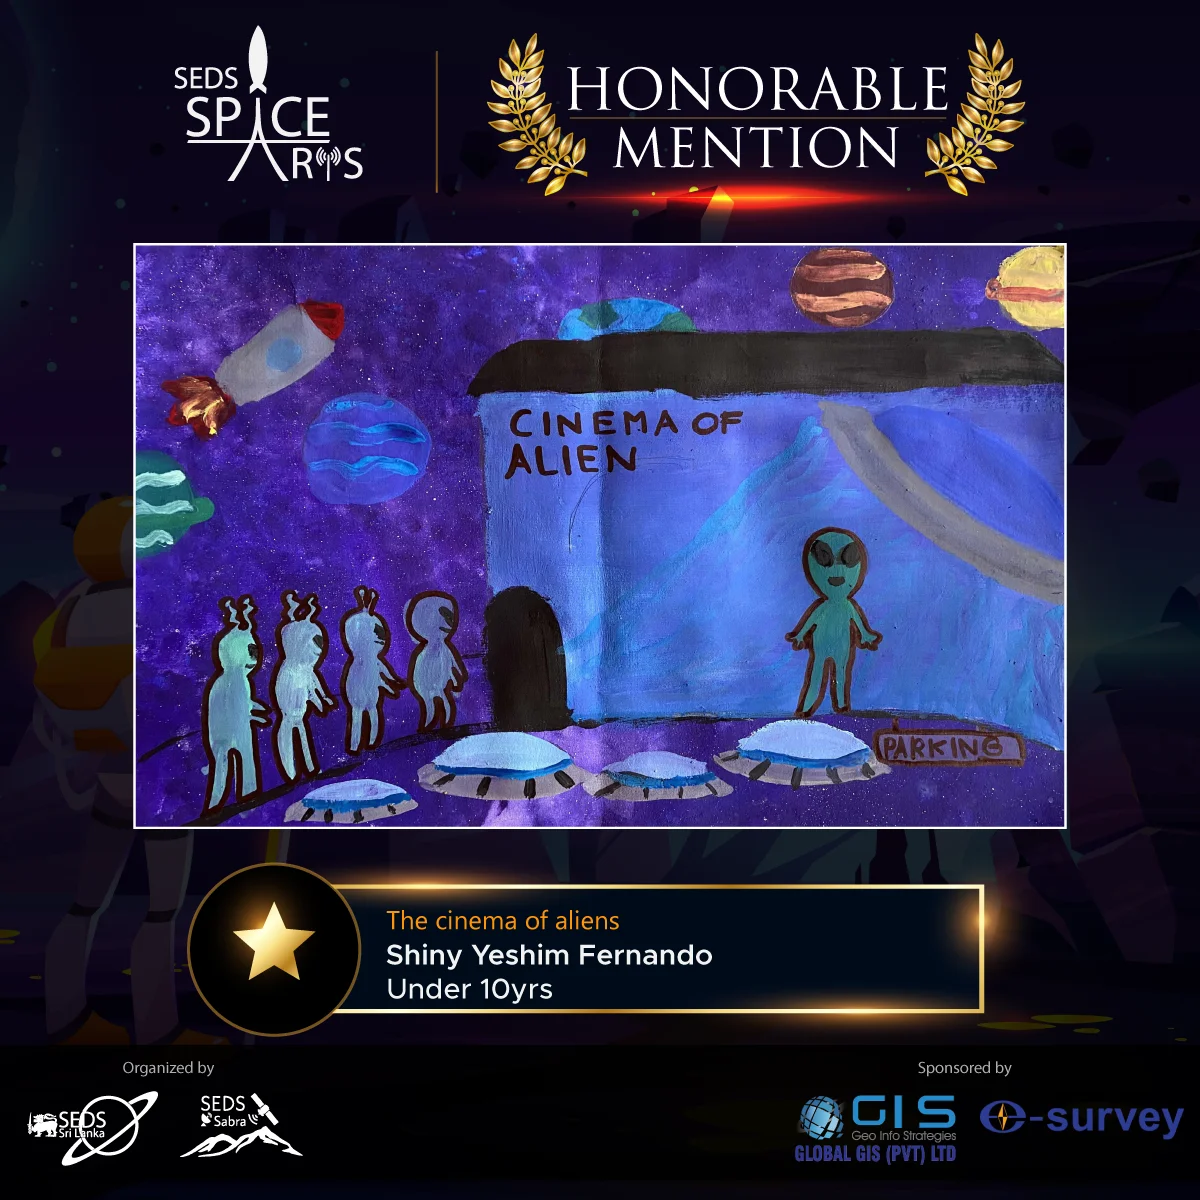 SEDS
SPACE
ARTS
HONORABLE
MENTION
CINEMA OF
ALIEN
PARKING
The cinema of aliens
Shiny Yeshim Fernando
Under 10yrs
Organized by
Sponsored by
SEDS
Sri Lanka
SEDS
Sabra
GIS
Geo Info Strategies
GLOBAL GIS (PVT) LTD
e-survey